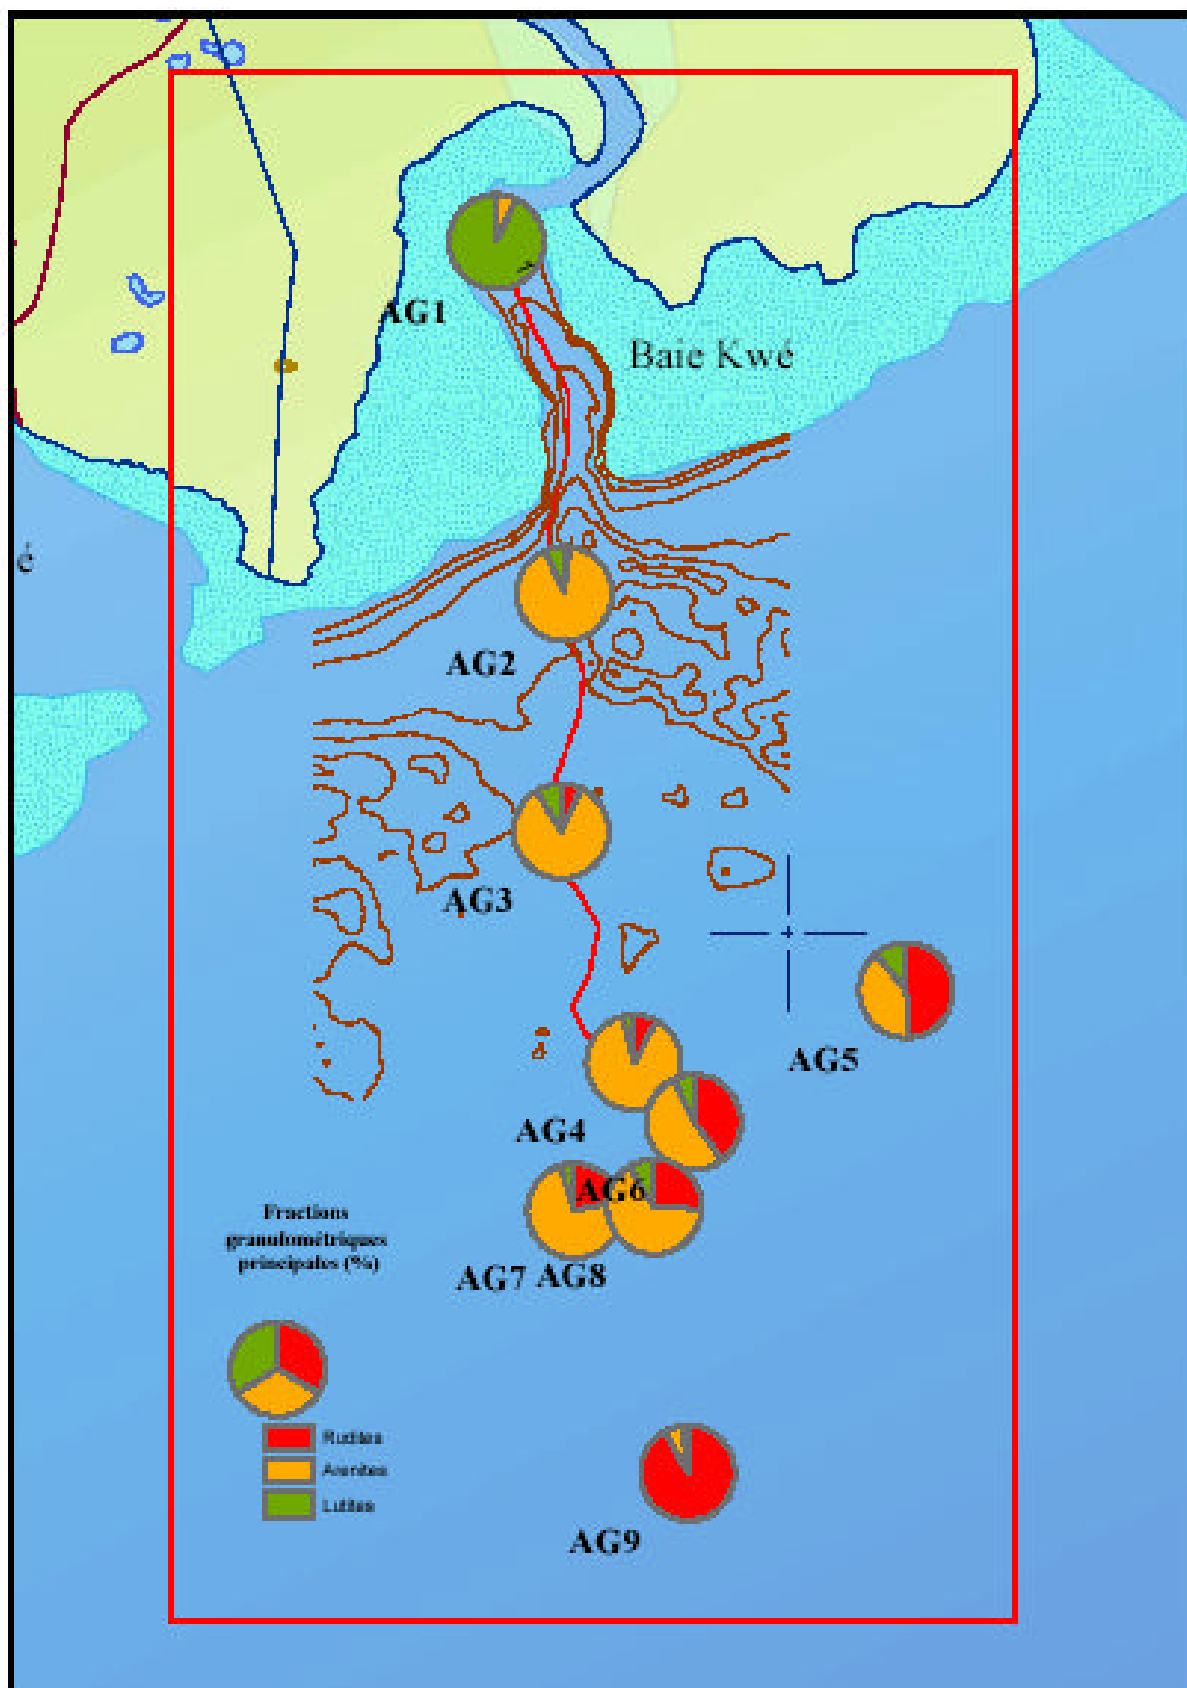 AG1
Baie Kwé
é
AG2
AG3
AG5
AG4
AG6
Fractions
granulométriques
principales (%)
AG7 AG8
Rudites
Arenites
Lutites
AG9